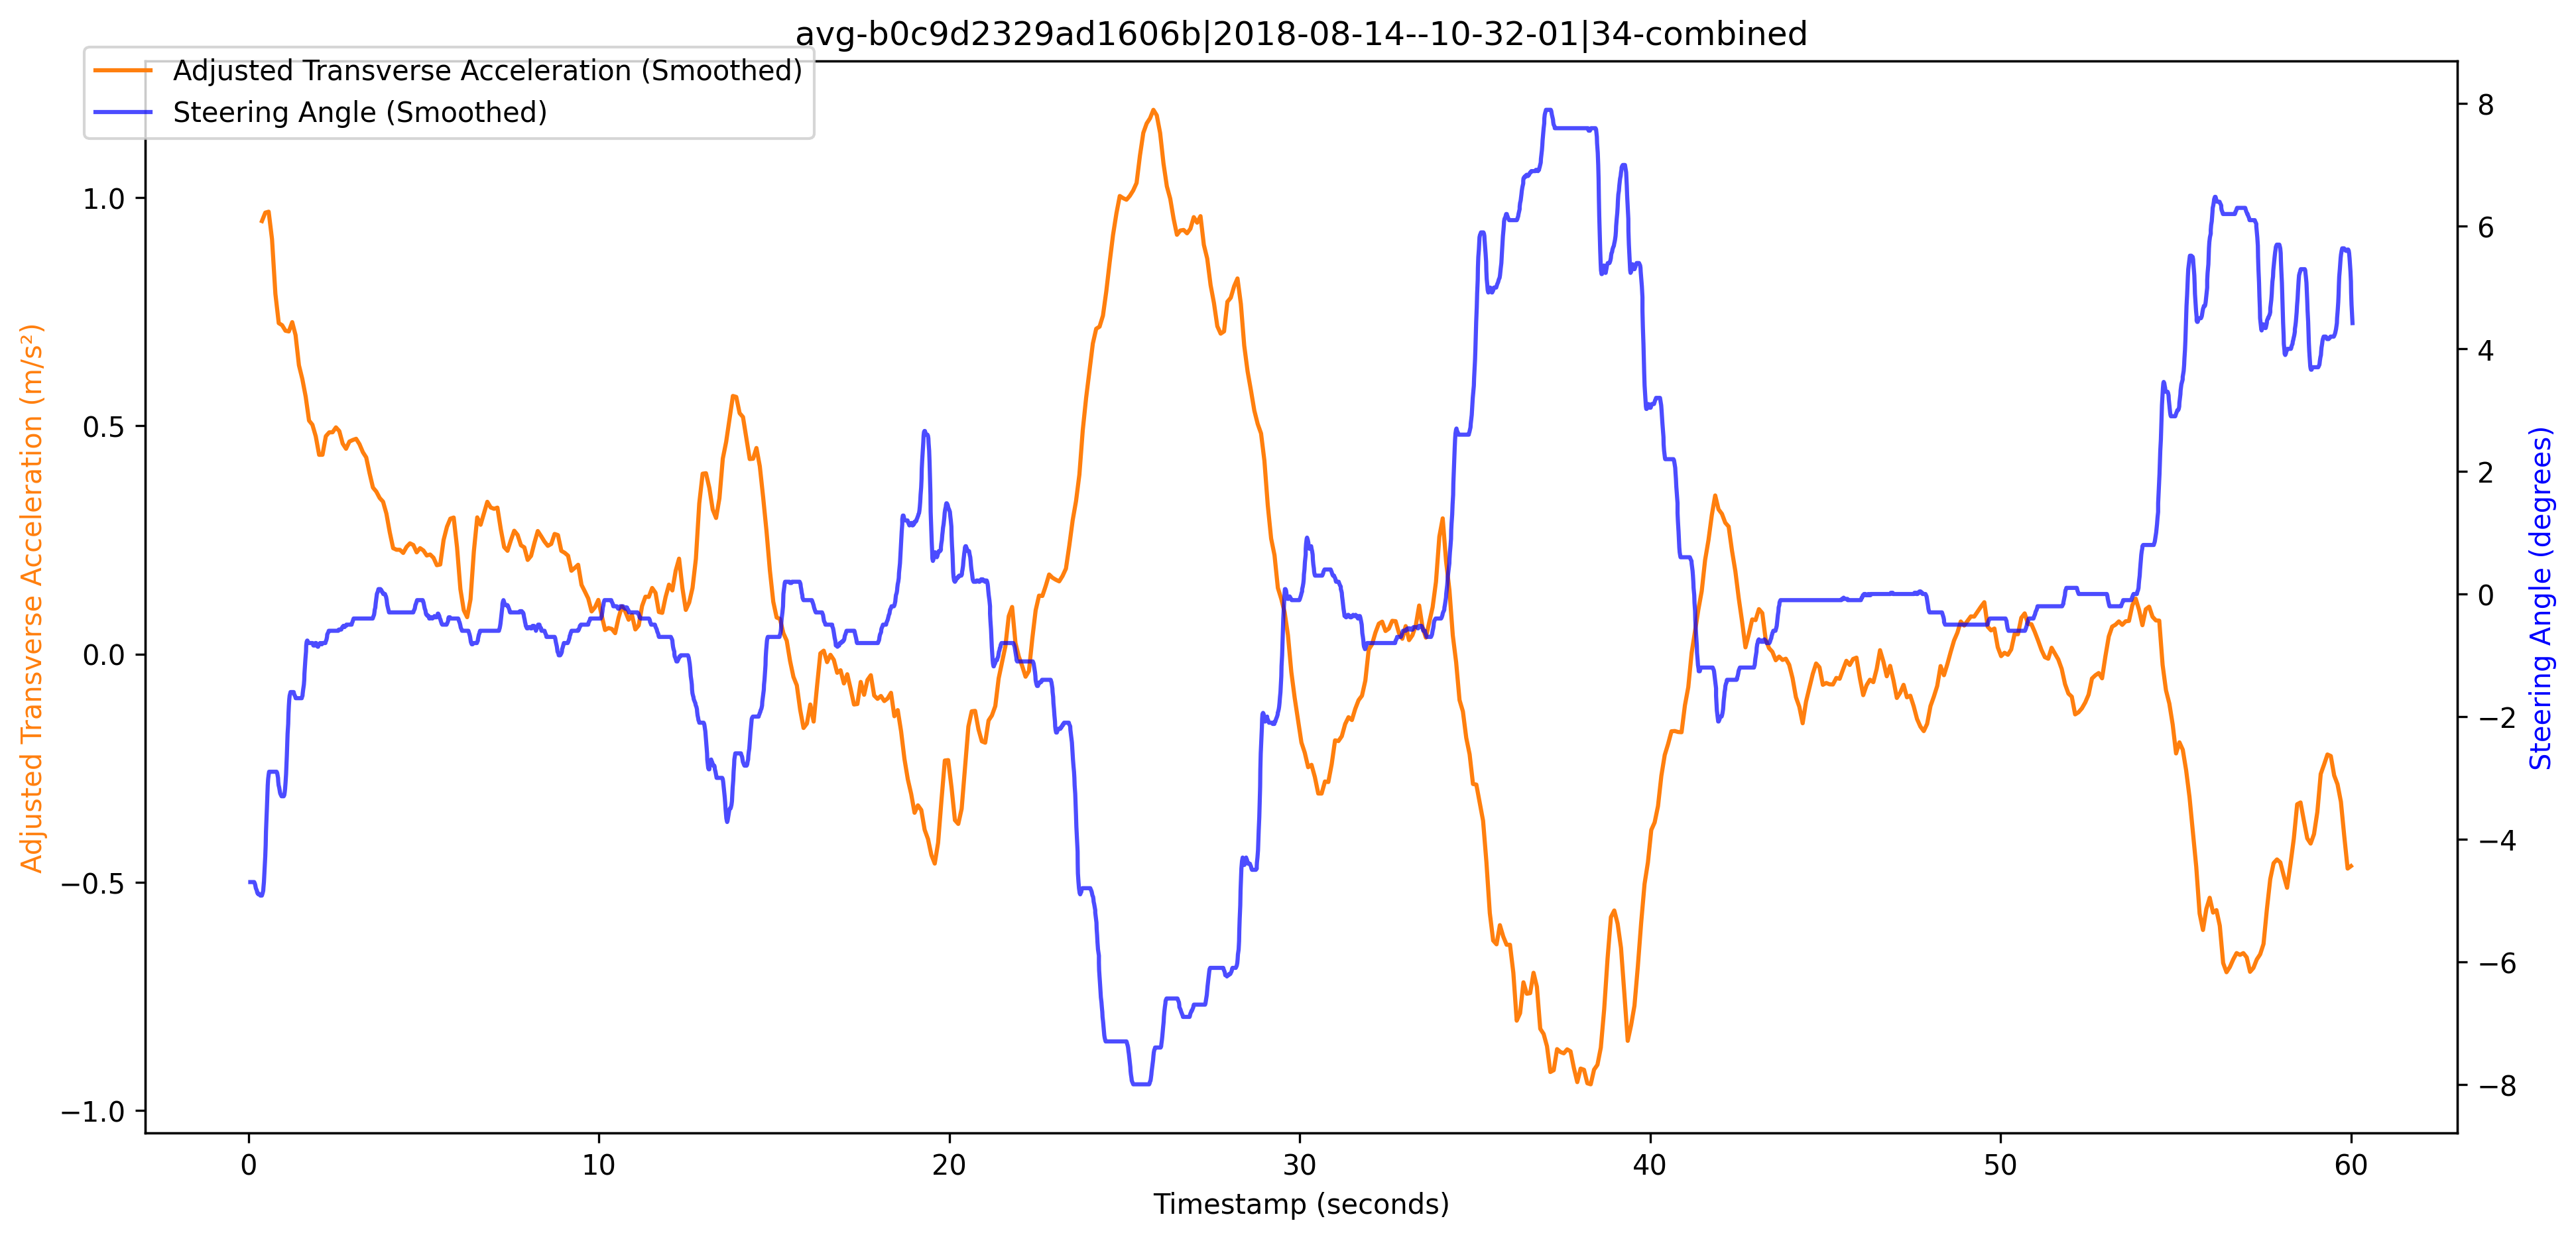 avg-b0c9d2329ad1606b|2018-08-14--10-32-01|34-combined
Adjusted Transverse Acceleration (Smoothed)
Steering Angle (Smoothed)
Adjusted Transverse Acceleration (m/s²)
1.0
0.5
0.0
−0.5
−1.0
8
6
4
2
0
−2
−4
−6
−8
Steering Angle (degrees)
0 10 20 30 40 50 60
Timestamp (seconds)